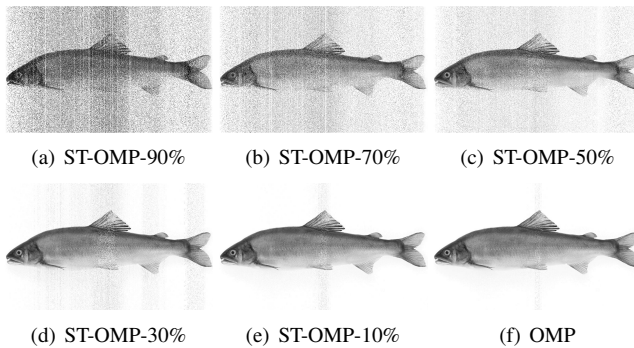 (a) ST-OMP-90%
(b) ST-OMP-70%
(c) ST-OMP-50%
(d) ST-OMP-30%
(e) ST-OMP-10%
(f) OMP